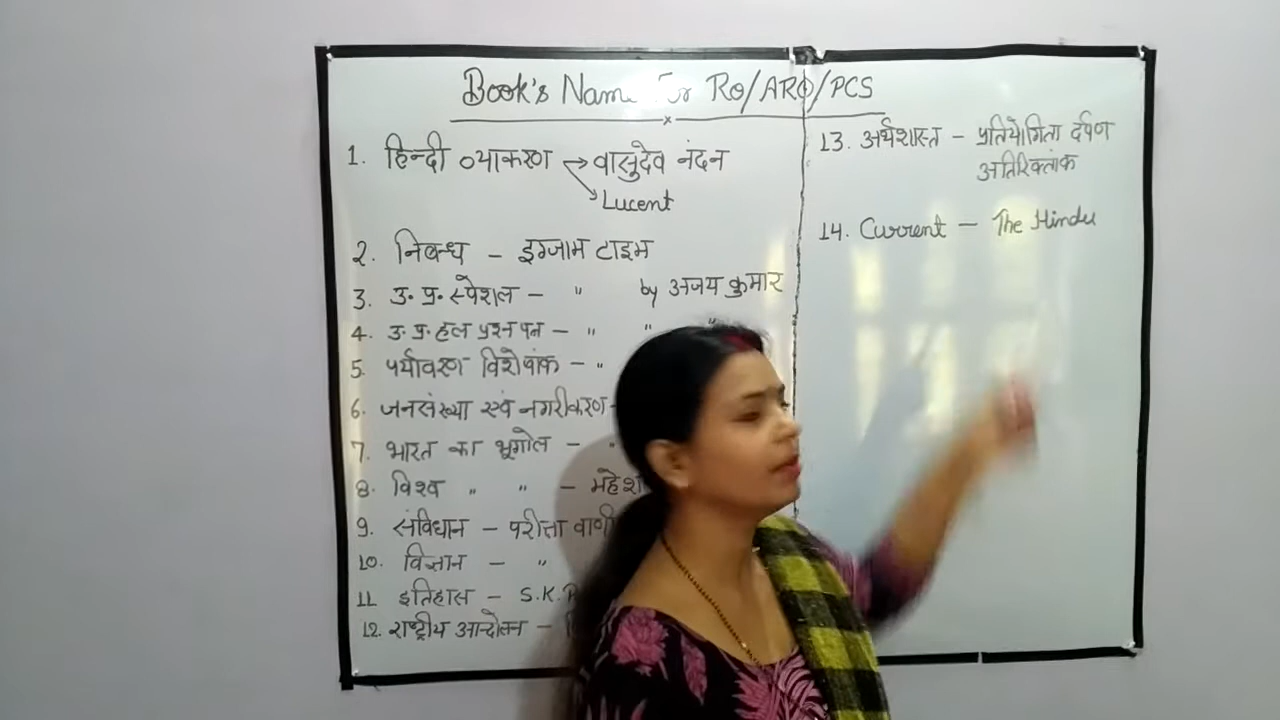 Book's Name For RO/ARO/PCS
1. हिन्दी व्याकरण → वासुदेव नंदन
Lucent
2. निबन्ध - इग्जाम टाइम
3. उ.प्र. स्पेशल - " by अजय कुमार
4. उ.प्र. हल प्रश्न पत्र - " " "
5. पर्यावरण विशेषांक - "
6. जनसंख्या एवं नगरीकरण -
7. भारत का भूगोल - "
8. विश्व " " - महेश
9. संविधान - परीक्षा वाणी
10. विज्ञान - "
11 इतिहास - S.K.
12. राष्ट्रीय आन्दोलन -
13. अर्थशास्त - प्रतियोगिता दर्पण
अतिरिक्तांक
14. Current - The Hindu